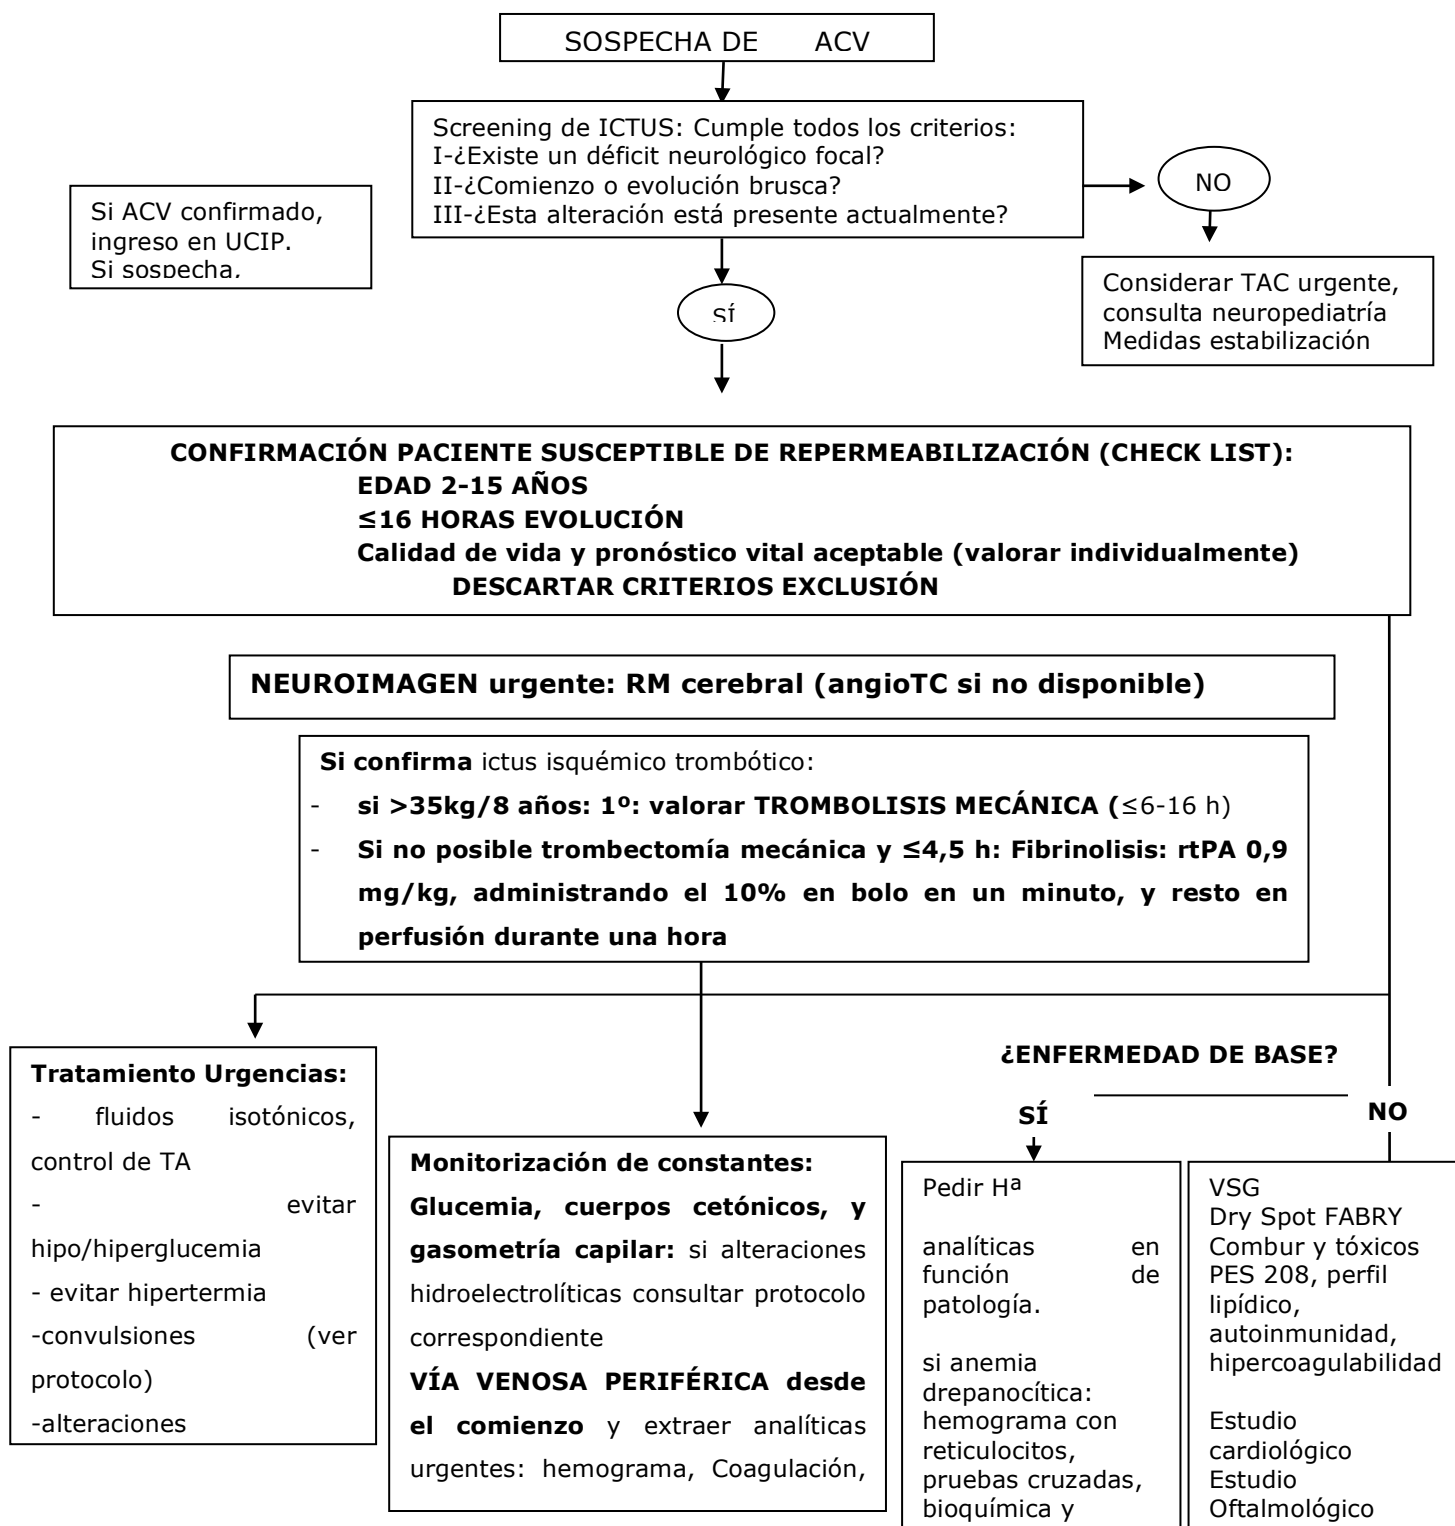 SOSPECHA DE ACV
Screening de ICTUS: Cumple todos los criterios:
I-¿Existe un déficit neurológico focal?
II-¿Comienzo o evolución brusca?
III-¿Esta alteración está presente actualmente?
NO
Si ACV confirmado,
ingreso en UCIP.
Si sospecha,
Considerar TAC urgente,
consulta neuropediatría
Medidas estabilización
SÍ
CONFIRMACIÓN PACIENTE SUSCEPTIBLE DE REPERMEABILIZACIÓN (CHECK LIST):
EDAD 2-15 AÑOS
≤16 HORAS EVOLUCIÓN
Calidad de vida y pronóstico vital aceptable (valorar individualmente)
DESCARTAR CRITERIOS EXCLUSIÓN
NEUROIMAGEN urgente: RM cerebral (angioTC si no disponible)
Si confirma ictus isquémico trombótico:
- si >35kg/8 años: 1º: valorar TROMBOLISIS MECÁNICA (≤6-16 h)
- Si no posible trombectomía mecánica y ≤4,5 h: Fibrinolisis: rtPA 0,9
mg/kg, administrando el 10% en bolo en un minuto, y resto en
perfusión durante una hora
Tratamiento Urgencias:
- fluidos isotónicos,
control de TA
- evitar
hipo/hiperglucemia
- evitar hipertermia
-convulsiones (ver
protocolo)
-alteraciones
Monitorización de constantes:
Glucemia, cuerpos cetónicos, y
gasometría capilar: si alteraciones
hidroelectrolíticas consultar protocolo
correspondiente
VÍA VENOSA PERIFÉRICA desde
el comienzo y extraer analíticas
urgentes: hemograma, Coagulación,
¿ENFERMEDAD DE BASE?
SÍ
NO
Pedir Hª
analíticas en
función de
patología.
si anemia
drepanocítica:
hemograma con
reticulocitos,
pruebas cruzadas,
bioquímica y
VSG
Dry Spot FABRY
Combur y tóxicos
PES 208, perfil
lipídico,
autoinmunidad,
hipercoagulabilidad
Estudio
cardiológico
Estudio
Oftalmológico